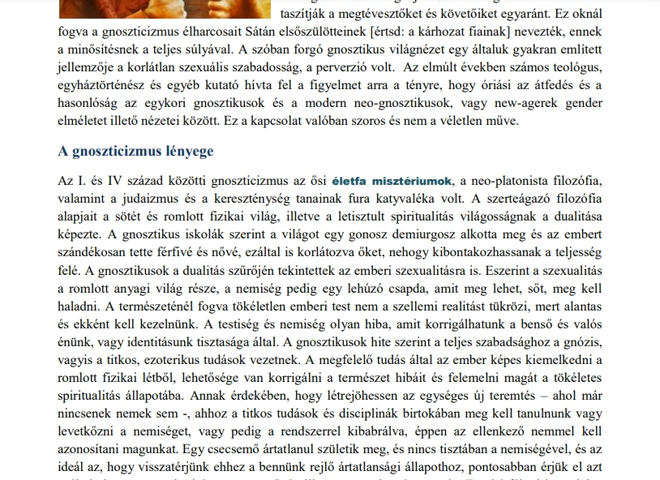 taszítják a megtévesztőket és követőiket egyaránt. Ez oknál
fogva a gnoszticizmus élharcosait Sátán elsőszülötteinek [értsd: a kárhozat fiainak] nevezték, ennek
a minősítésnek a teljes súlyával. A szóban forgó gnosztikus világnézet egy általuk gyakran említett
jellemzője a korlátlan szexuális szabadosság, a perverzió volt. Az elmúlt években számos teológus,
egyháztörténész és egyéb kutató hívta fel a figyelmet arra a tényre, hogy óriási az átfedés és a
hasonlóság az egykori gnosztikusok és a modern neo-gnosztikusok, vagy new-agerek gender
elméletet illető nézetei között. Ez a kapcsolat valóban szoros és nem a véletlen műve.
A gnoszticizmus lényege
Az I. és IV század közötti gnoszticizmus az ősi életfa misztériumok, a neo-platonista filozófia,
valamint a judaizmus és a kereszténység tanainak fura katyvaléka volt. A szerteágazó filozófia
alapjait a sötét és romlott fizikai világ, illetve a letisztult spiritualitás világosságnak a dualitása
képezte. A gnosztikus iskolák szerint a világot egy gonosz demiurgosz alkotta meg és az embert
szándékosan tette férfivé és nővé, ezáltal is korlátozva őket, nehogy kibontakozhassanak a teljesség
felé. A gnosztikusok a dualitás szűrőjén tekintettek az emberi szexualitásra is. Eszerint a szexualitás
a romlott anyagi világ része, a nemiség pedig egy lehúzó csapda, amit meg lehet, sőt, meg kell
haladni. A természeténél fogva tökéletlen emberi test nem a szellemi realitást tükrözi, mert alantas
és ekként kell kezelnünk. A testiség és nemiség olyan hiba, amit korrigálhatunk a benső és valós
énünk, vagy identitásunk tisztasága által. A gnosztikusok hite szerint a teljes szabadsághoz a gnózis,
vagyis a titkos, ezoterikus tudások vezetnek. A megfelelő tudás által az ember képes kiemelkedni a
romlott fizikai létből, lehetősége van korrigálni a természet hibáit és felemelni magát a tökéletes
spiritualitás állapotába. Annak érdekében, hogy létrejöhessen az egységes új teremtés – ahol már
nincsenek nemek sem -, ahhoz a titkos tudások és disciplinák birtokában meg kell tanulnunk vagy
levetkőzni a nemiséget, vagy pedig a rendszerrel kibabrálva, éppen az ellenkező nemmel kell
azonosítani magunkat. Egy csecsemő ártatlanul születik meg, és nincs tisztában a nemiségével, és az
ideál az, hogy visszatérjünk ehhez a bennünk rejlő ártatlansági állapothoz, pontosabban érjük el azt